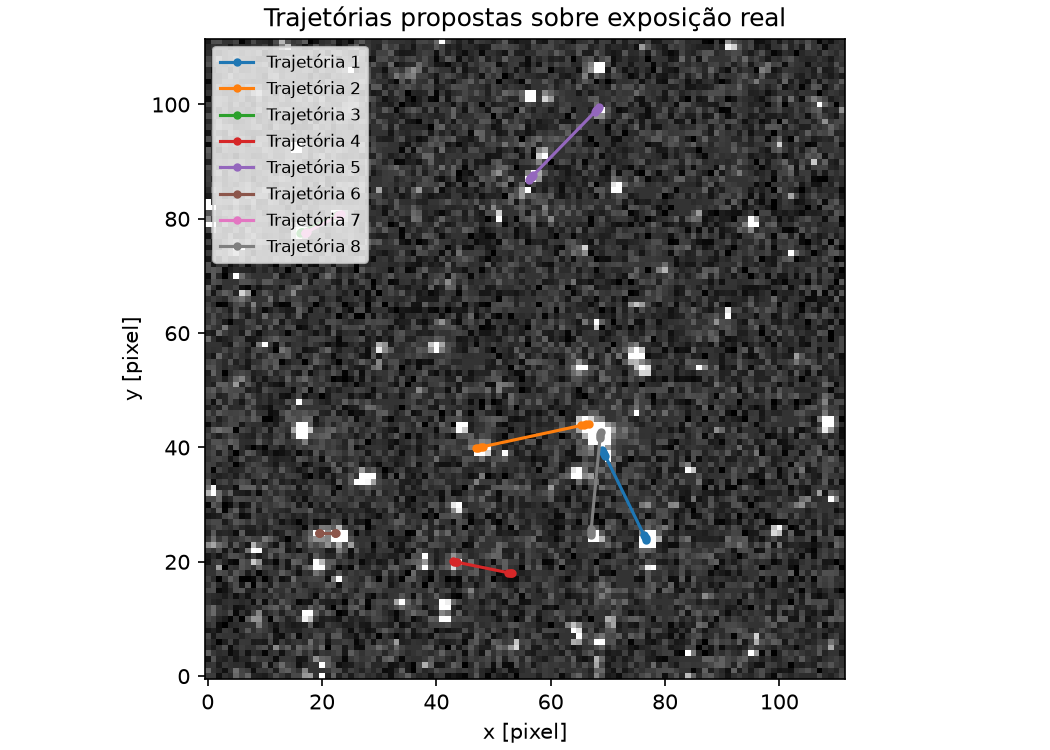 Trajetórias propostas sobre exposição real
Trajetória 1
Trajetória 2
Trajetória 3
Trajetória 4
Trajetória 5
Trajetória 6
Trajetória 7
Trajetória 8
100
80
60
40
20
0
y [pixel]
0 20 40 60 80 100
x [pixel]